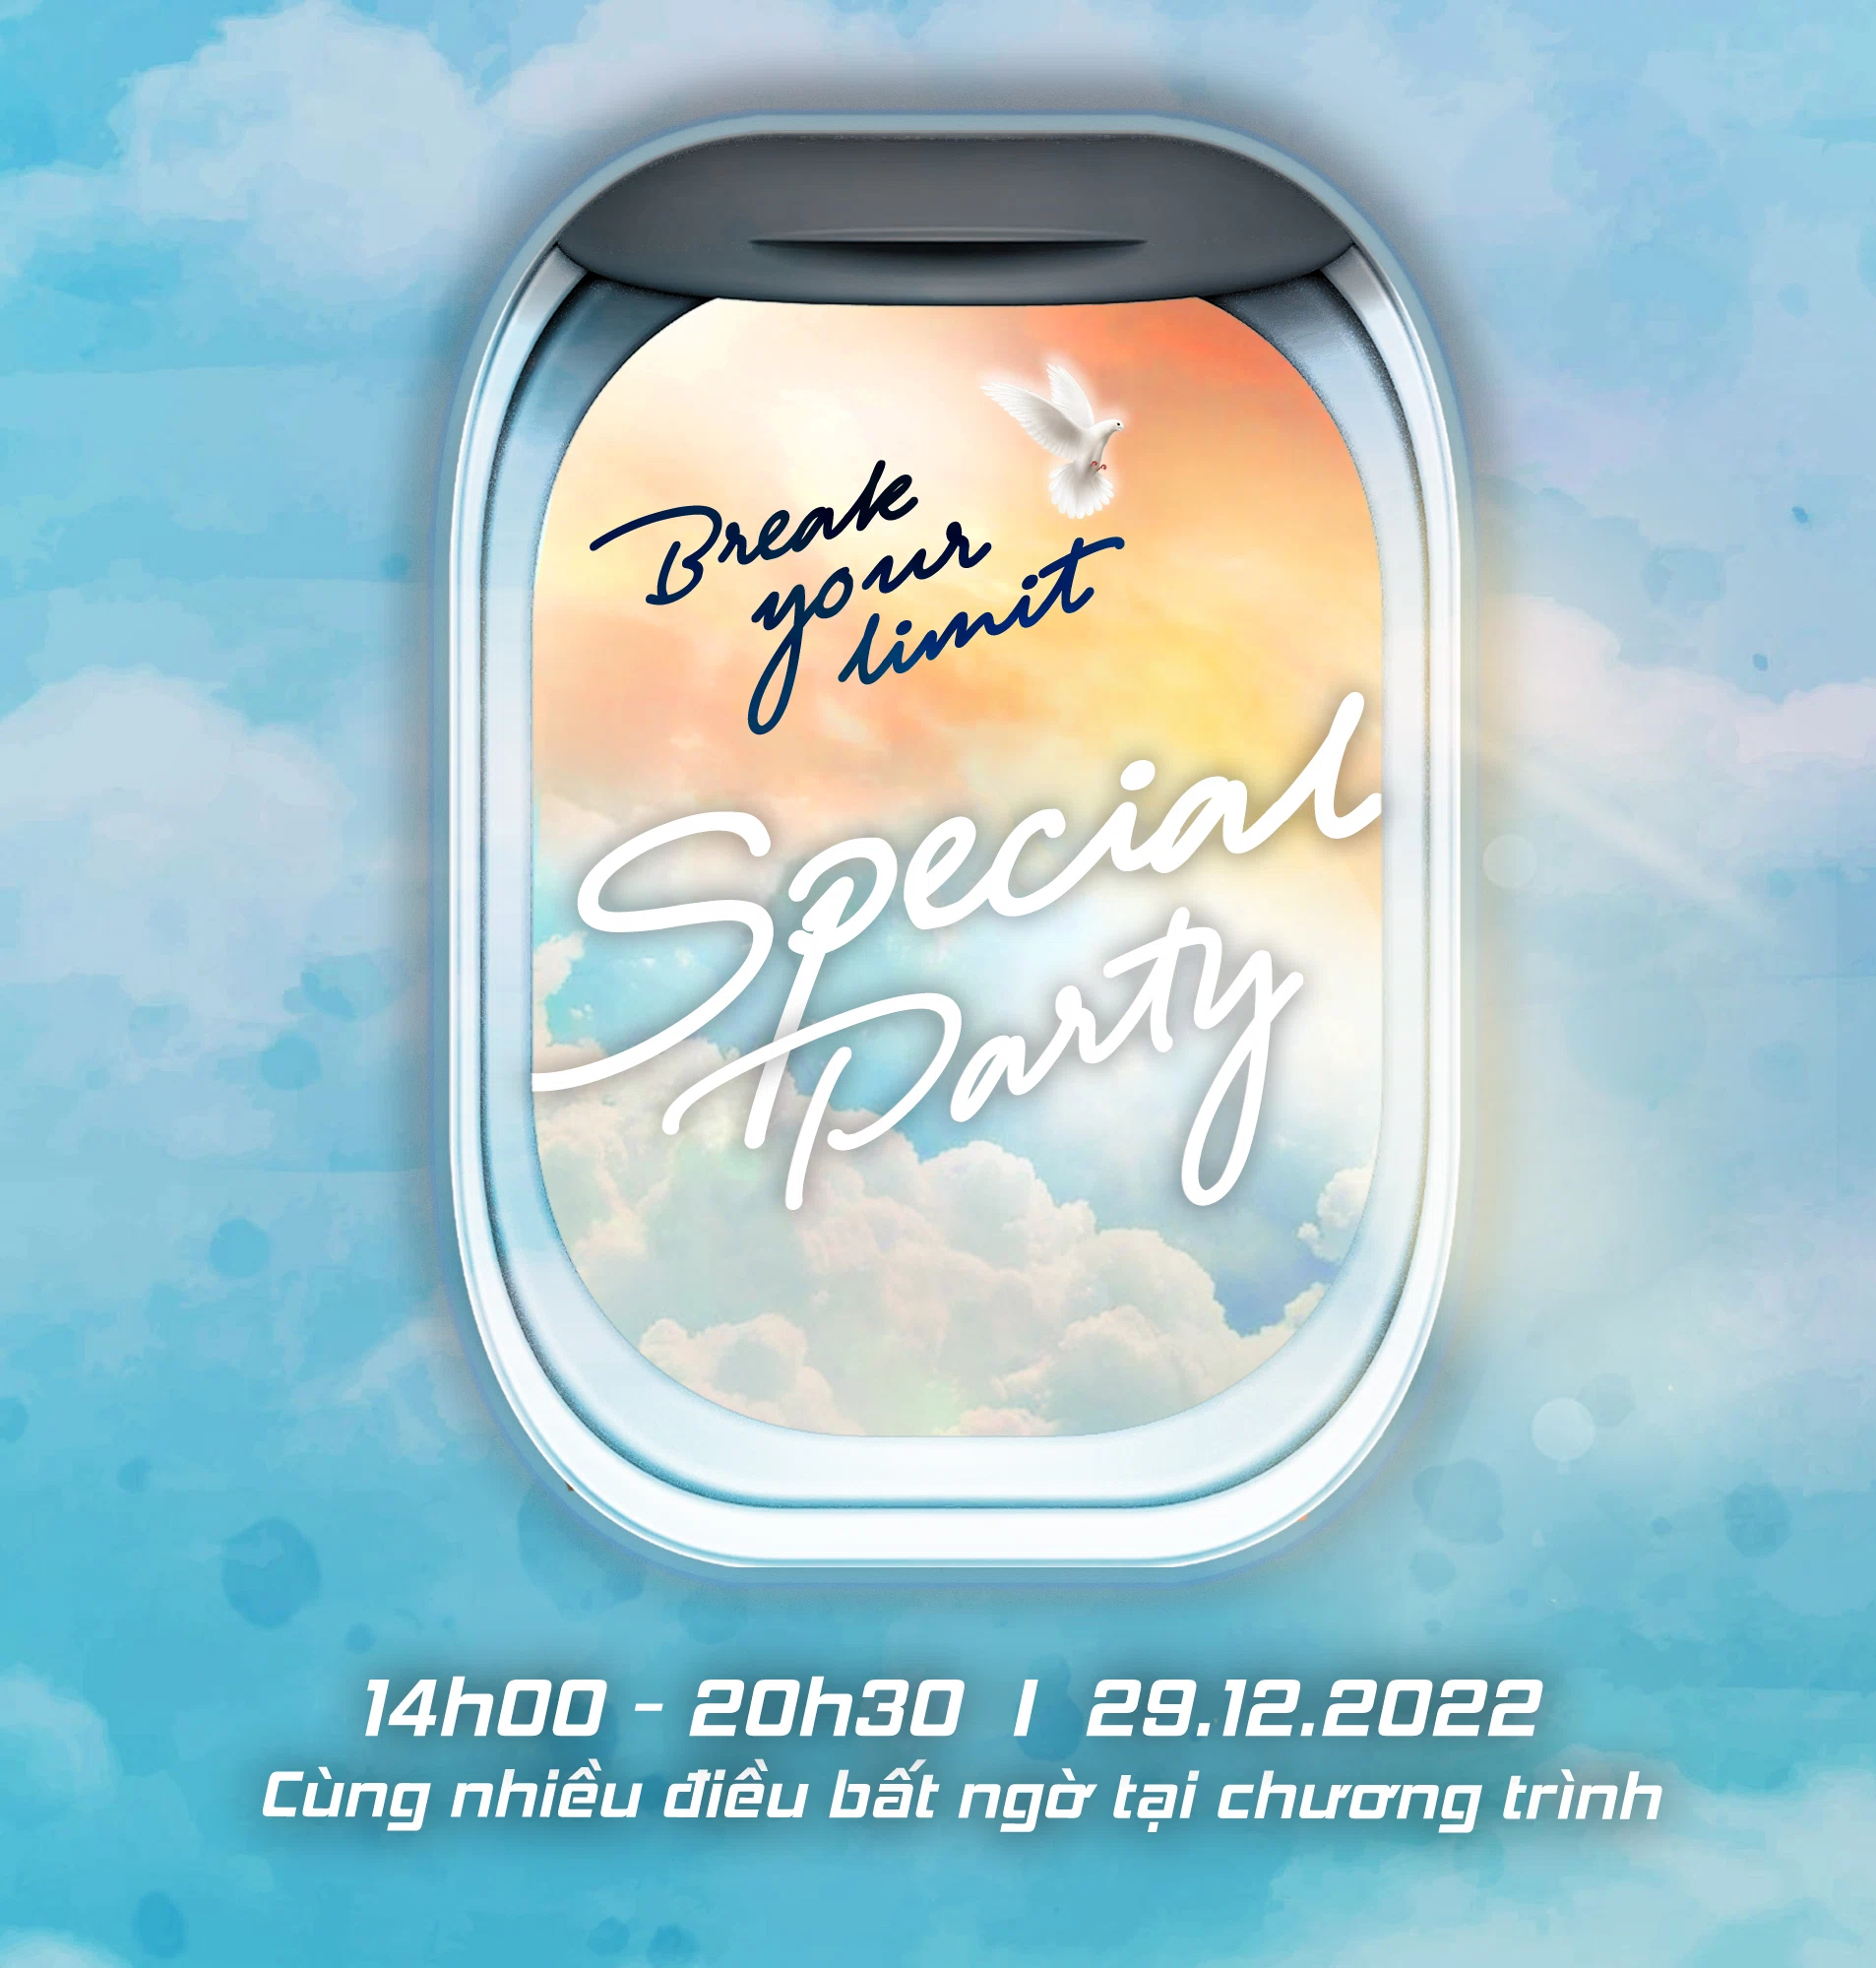 Break
your
limit
Special
Party
14h00 - 20h30 | 29.12.2022
Cùng nhiều điều bất ngờ tại chương trình